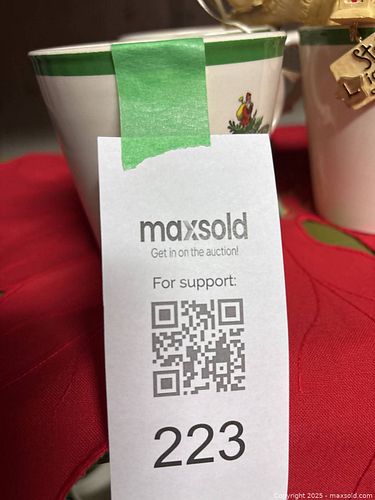 maxsold
Get in on the auction!
For support:
223
Copyright 2025 - maxsold.com